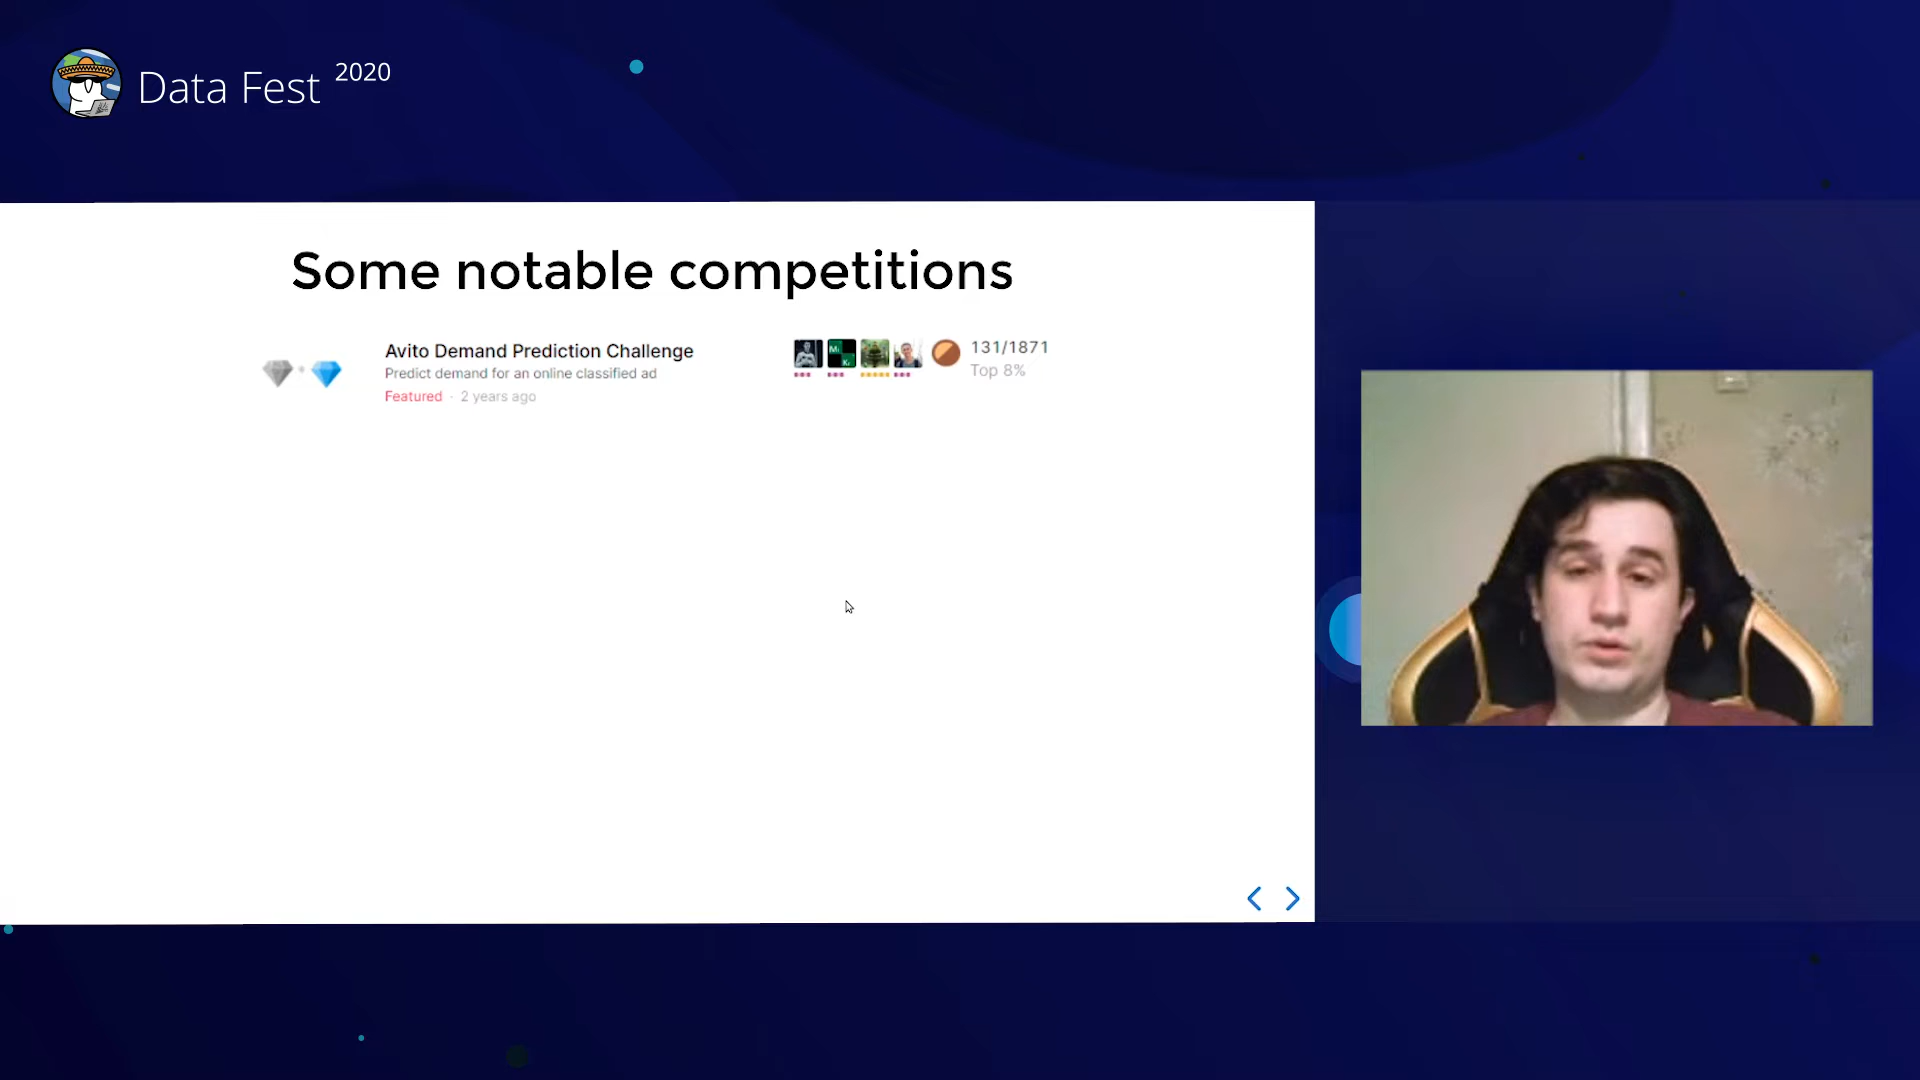 Data Fest 2020
Some notable competitions
Avito Demand Prediction Challenge
Predict demand for an online classified ad
Featured · 2 years ago
131/1871
Top 8%